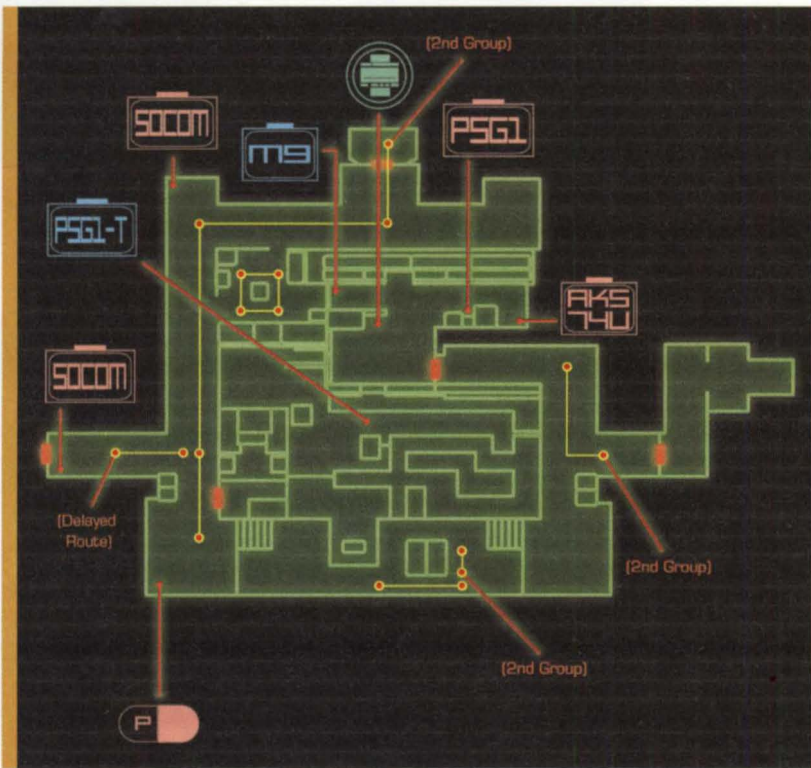 (2nd Group)
SOCOM
M9
PSG1
PSG1-T
AKS
74U
SOCOM
(Delayed
Route)
(2nd Group)
(2nd Group)
P